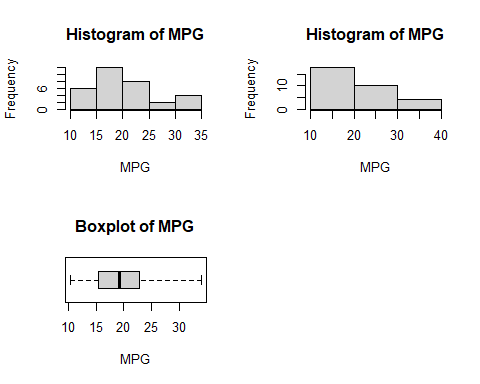 Histogram of MPG
Frequency
6
0
10 15 20 25 30 35
MPG
Histogram of MPG
Frequency
10
0
10 20 30 40
MPG
Boxplot of MPG
10 15 20 25 30
MPG